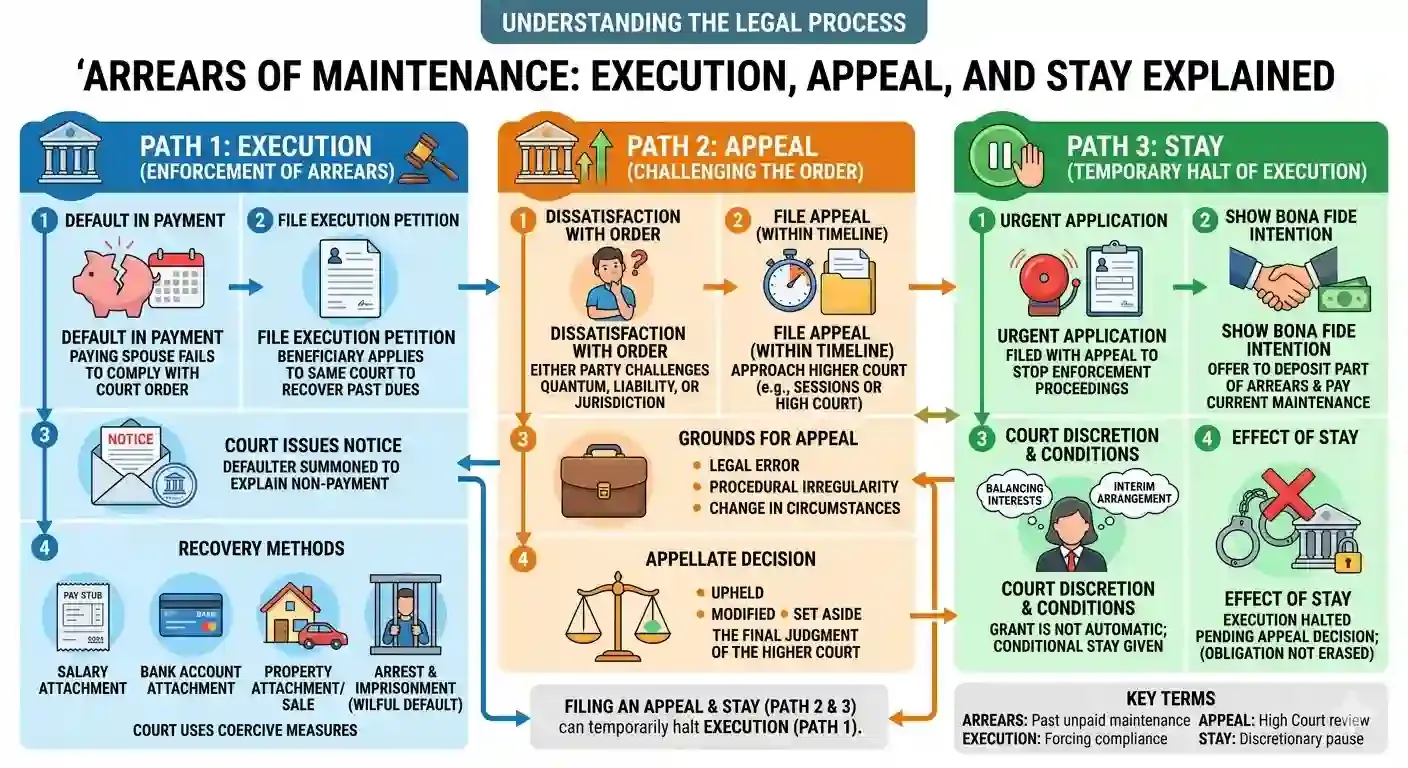 UNDERSTANDING THE LEGAL PROCESS
‘ARREARS OF MAINTENANCE: EXECUTION, APPEAL, AND STAY EXPLAINED
PATH 1: EXECUTION
(ENFORCEMENT OF ARREARS)
1
DEFAULT IN PAYMENT
DEFAULT IN PAYMENT
PAYING SPOUSE FAILS
TO COMPLY WITH
COURT ORDER
2
FILE EXECUTION PETITION
FILE EXECUTION PETITION
BENEFICIARY APPLIES
TO SAME COURT TO
RECOVER PAST DUES
3
NOTICE
COURT ISSUES NOTICE
DEFAULTER SUMMONED TO
EXPLAIN NON-PAYMENT
4
RECOVERY METHODS
PAY STUB
SALARY
ATTACHMENT
BANK
BANK ACCOUNT
ATTACHMENT
PROPERTY
ATTACHMENT/
SALE
ARREST &
IMPRISONMENT
(WILFUL DEFAULT)
COURT USES COERCIVE MEASURES
PATH 2: APPEAL
(CHALLENGING THE ORDER)
1
DISSATISFACTION
WITH ORDER
?
DISSATISFACTION
WITH ORDER
EITHER PARTY CHALLENGES
QUANTUM, LIABILITY, OR
JURISDICTION
2
FILE APPEAL
(WITHIN TIMELINE)
FILE APPEAL
(WITHIN TIMELINE)
APPROACH HIGHER COURT
(e.g., SESSIONS OR
HIGH COURT)
3
GROUNDS FOR APPEAL
• LEGAL ERROR
• PROCEDURAL IRREGULARITY
• CHANGE IN CIRCUMSTANCES
4
APPELLATE DECISION
• UPHELD
• MODIFIED • SET ASIDE
THE FINAL JUDGMENT
OF THE HIGHER COURT
FILING AN APPEAL & STAY (PATH 2 & 3)
can temporarily halt EXECUTION (PATH 1).
PATH 3: STAY
(TEMPORARY HALT OF EXECUTION)
1
URGENT APPLICATION
URGENT APPLICATION
FILED WITH APPEAL TO
STOP ENFORCEMENT
PROCEEDINGS
2
SHOW BONA FIDE
INTENTION
$
SHOW BONA FIDE
INTENTION
OFFER TO DEPOSIT PART
OF ARREARS & PAY
CURRENT MAINTENANCE
3
COURT DISCRETION
& CONDITIONS
BALANCING
INTERESTS
INTERIM
ARRANGEMENT
COURT DISCRETION
& CONDITIONS
GRANT IS NOT AUTOMATIC;
CONDITIONAL STAY GIVEN
4
EFFECT OF STAY
EFFECT OF STAY
EXECUTION HALTED
PENDING APPEAL DECISION;
(OBLIGATION NOT ERASED)
KEY TERMS
ARREARS: Past unpaid maintenance APPEAL: High Court review
EXECUTION: Forcing compliance STAY: Discretionary pause